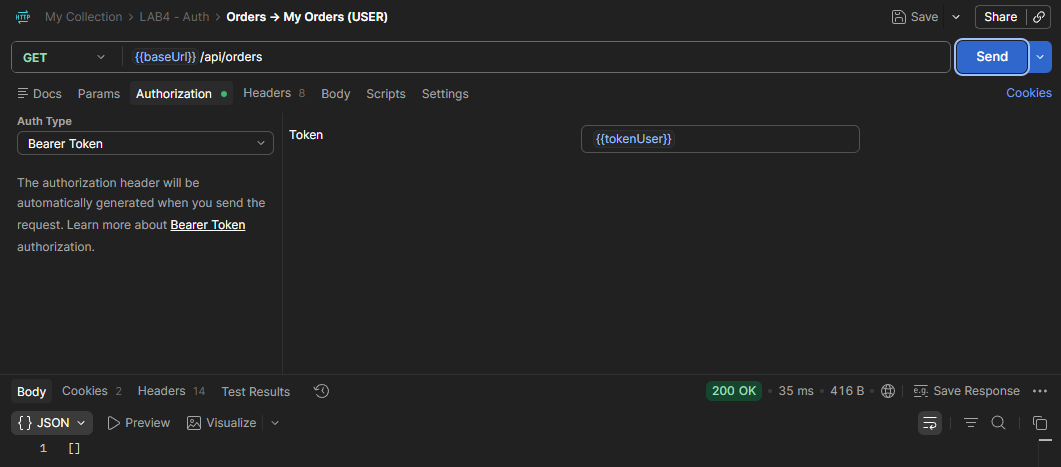 HTTP My Collection > LAB4 - Auth > Orders → My Orders (USER) Save Share
GET {{baseUrl}} /api/orders Send
Docs Params Authorization Headers 8 Body Scripts Settings Cookies
Auth Type
Bearer Token
Token {{tokenUser}}
The authorization header will be
automatically generated when you send the
request. Learn more about Bearer Token
authorization.
Body Cookies 2 Headers 14 Test Results 200 OK • 35 ms • 416 B e.g. Save Response
{} JSON Preview Visualize
1 []